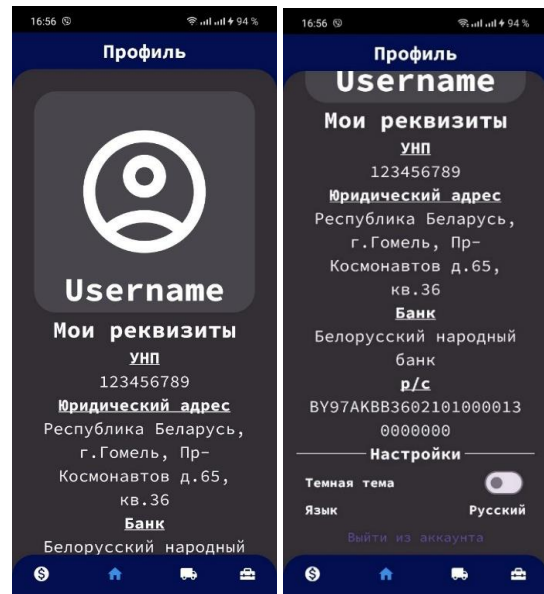 16:56 94 %
Профиль
Username
Мои реквизиты
УНП
123456789
Юридический адрес
Республика Беларусь,
г.Гомель, Пр-
Космонавтов д.65,
кв.36
Банк
Белорусский народный
16:56 94 %
Профиль
Username
Мои реквизиты
УНП
123456789
Юридический адрес
Республика Беларусь,
г.Гомель, Пр-
Космонавтов д.65,
кв.36
Банк
Белорусский народный
банк
р/с
BY97AKBB3602101000013
0000000
Настройки
Темная тема
Язык Русский
Выйти из аккаунта